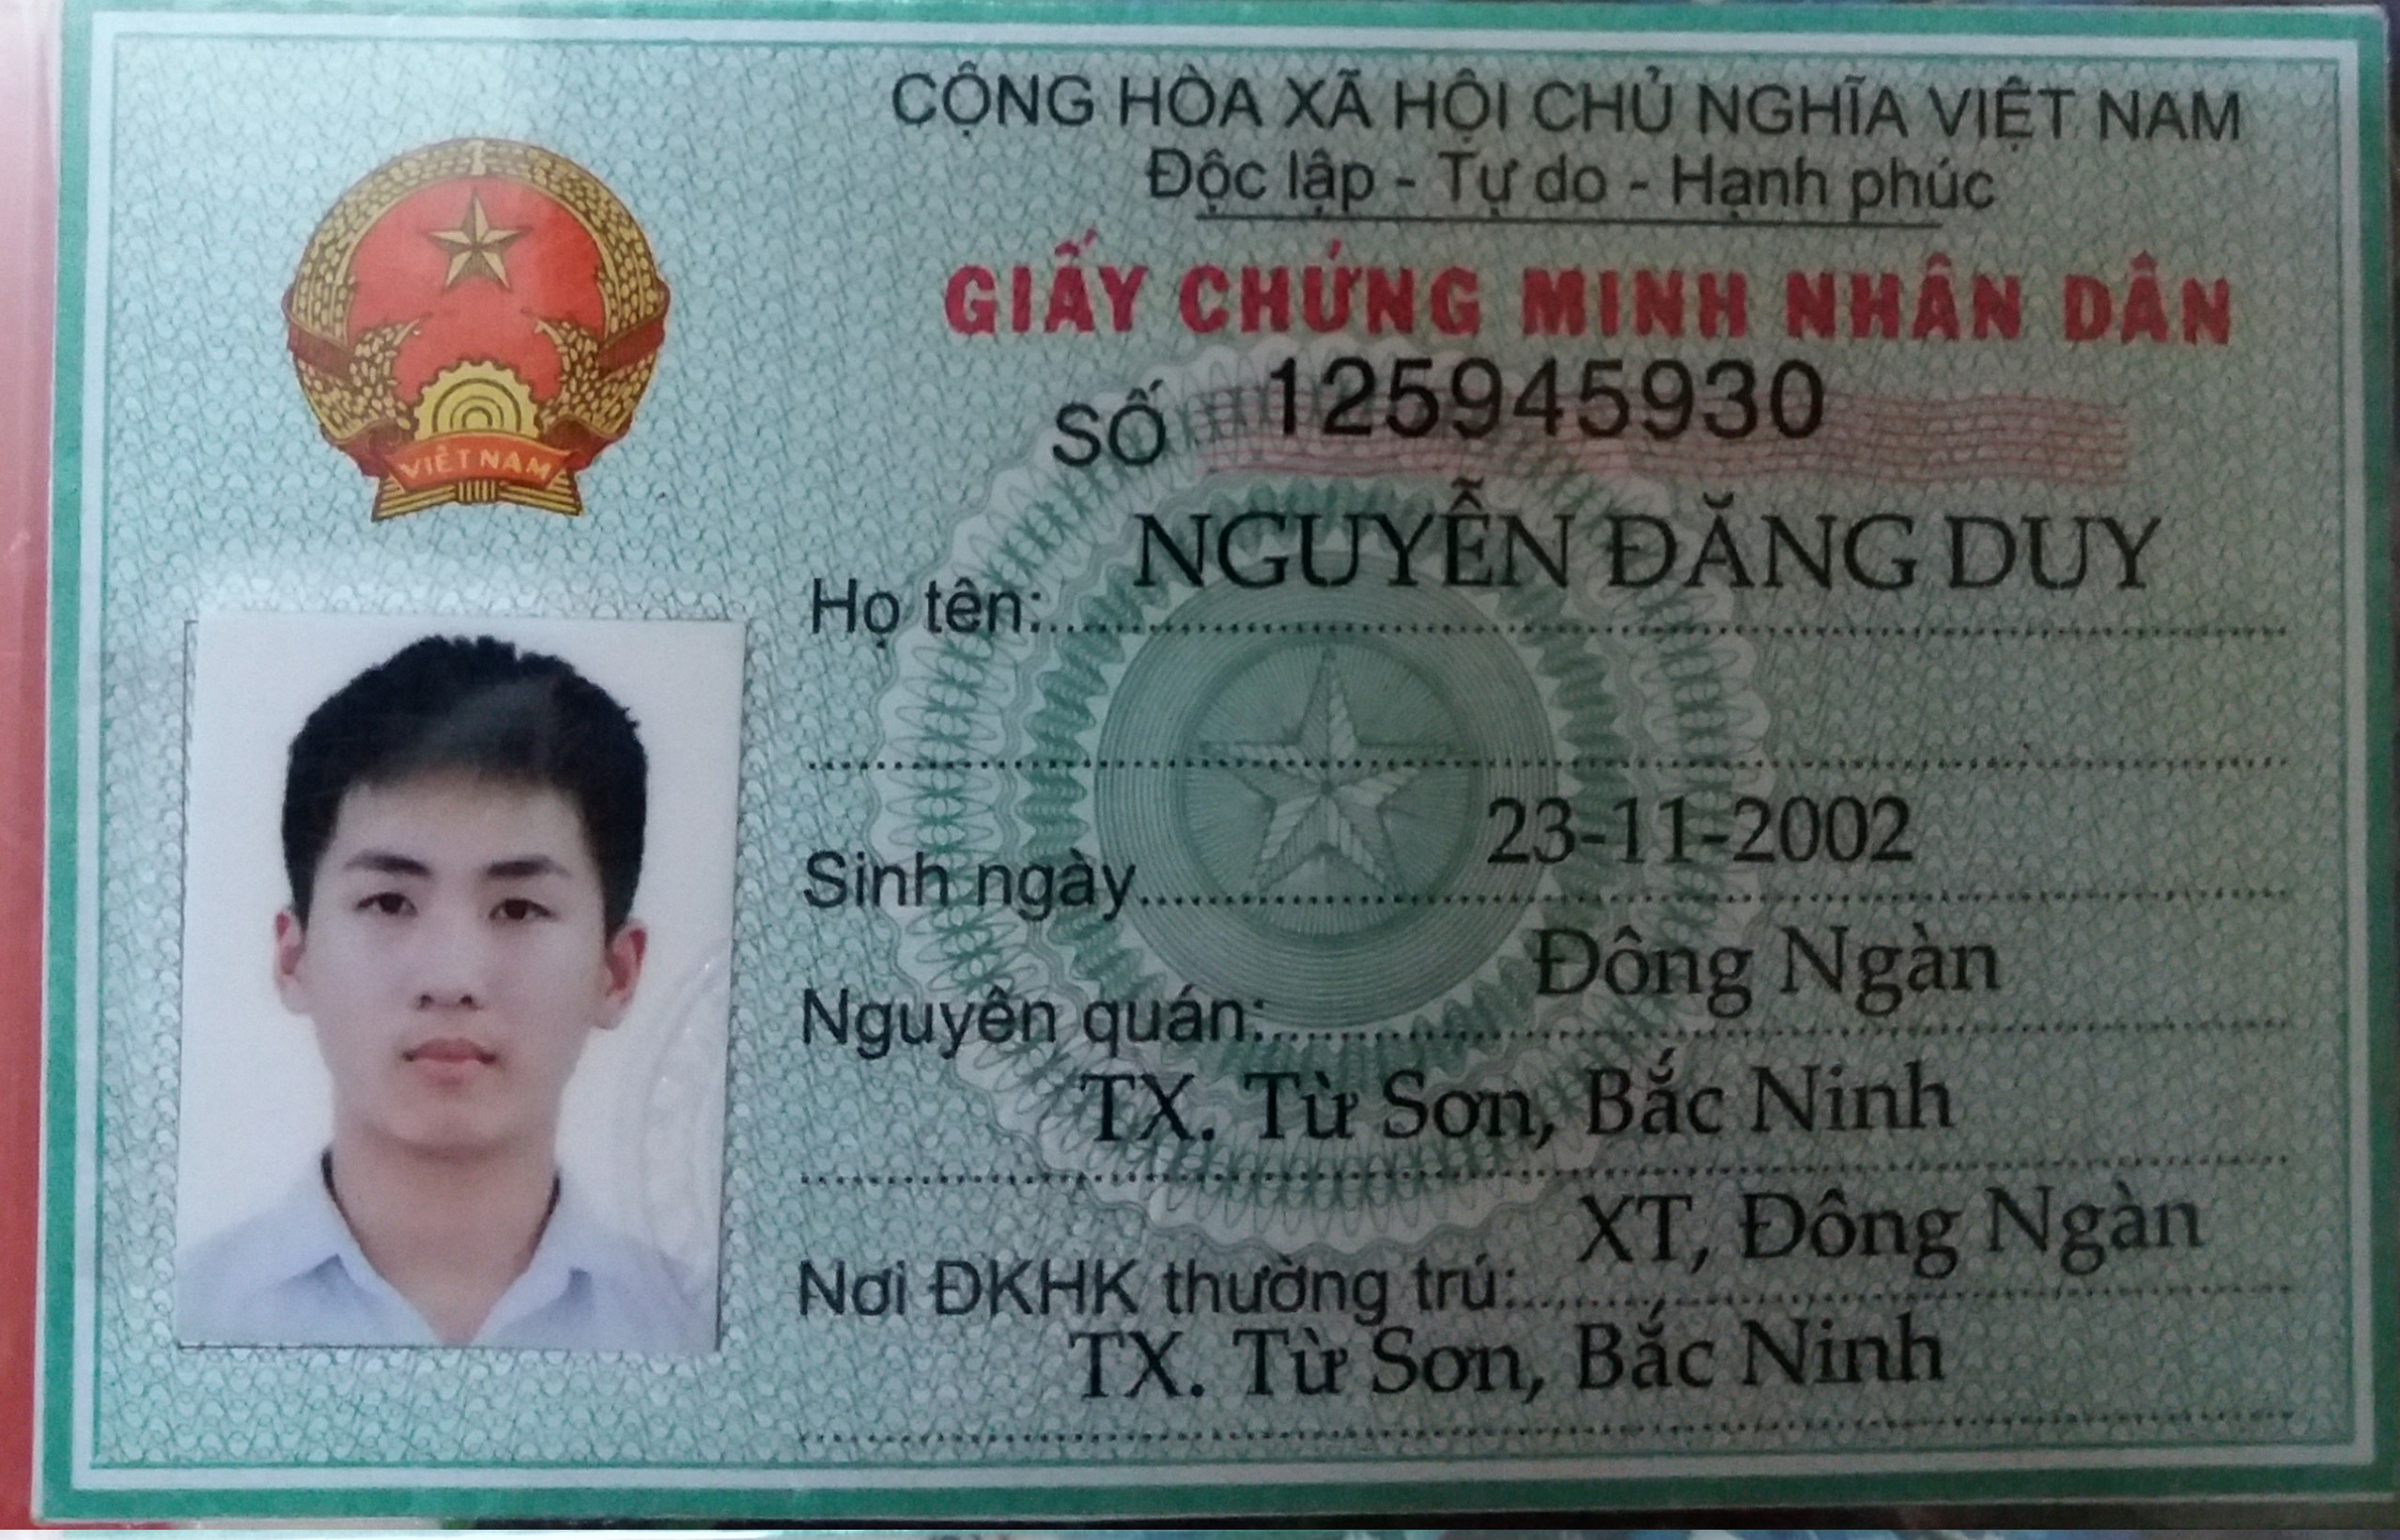 CỘNG HÒA XÃ HỘI CHỦ NGHĨA VIỆT NAM
Độc lập - Tự do - Hạnh phúc
GIẤY CHỨNG MINH NHÂN DÂN
SỐ 125945930
VIỆT NAM
Họ tên: NGUYỄN ĐĂNG DUY
Sinh ngày 23-11-2002
Nguyên quán: Đông Ngàn
TX. Từ Sơn, Bắc Ninh
Nơi ĐKHK thường trú: XT, Đông Ngàn
TX. Từ Sơn, Bắc Ninh